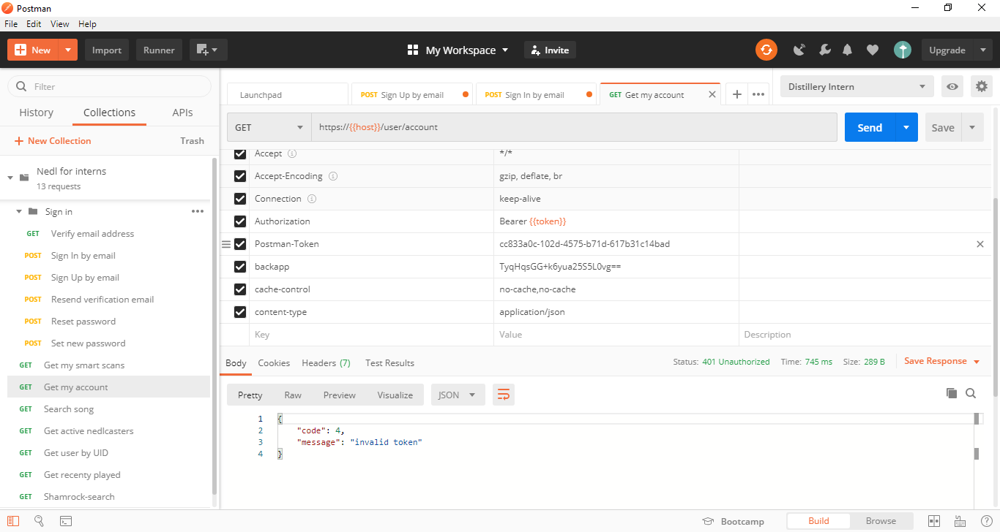 Postman
File Edit View Help
New Import Runner My Workspace Invite Upgrade
Filter
History Collections APIs
New Collection Trash
Nedl for interns
13 requests
Sign in
GET Verify email address
POST Sign In by email
POST Sign Up by email
POST Resend verification email
POST Reset password
POST Set new password
GET Get my smart scans
GET Get my account
GET Search song
GET Get active nedlcasters
GET Get user by UID
GET Get recenty played
GET Shamrock-search
Launchpad POST Sign Up by email POST Sign In by email GET Get my account Distillery Intern
GET https://{{host}}/user/account Send Save
Accept */*
Accept-Encoding gzip, deflate, br
Connection keep-alive
Authorization Bearer {{token}}
Postman-Token cc833a0c-102d-4575-b71d-617b31c14bad
backapp TyqHqsGG+k6yua25S5L0vg==
cache-control no-cache,no-cache
content-type application/json
Key Value Description
Body Cookies Headers (7) Test Results Status: 401 Unauthorized Time: 745 ms Size: 289 B Save Response
Pretty Raw Preview Visualize JSON
1 {
2 "code": 4,
3 "message": "invalid token"
4 }
Bootcamp Build Browse